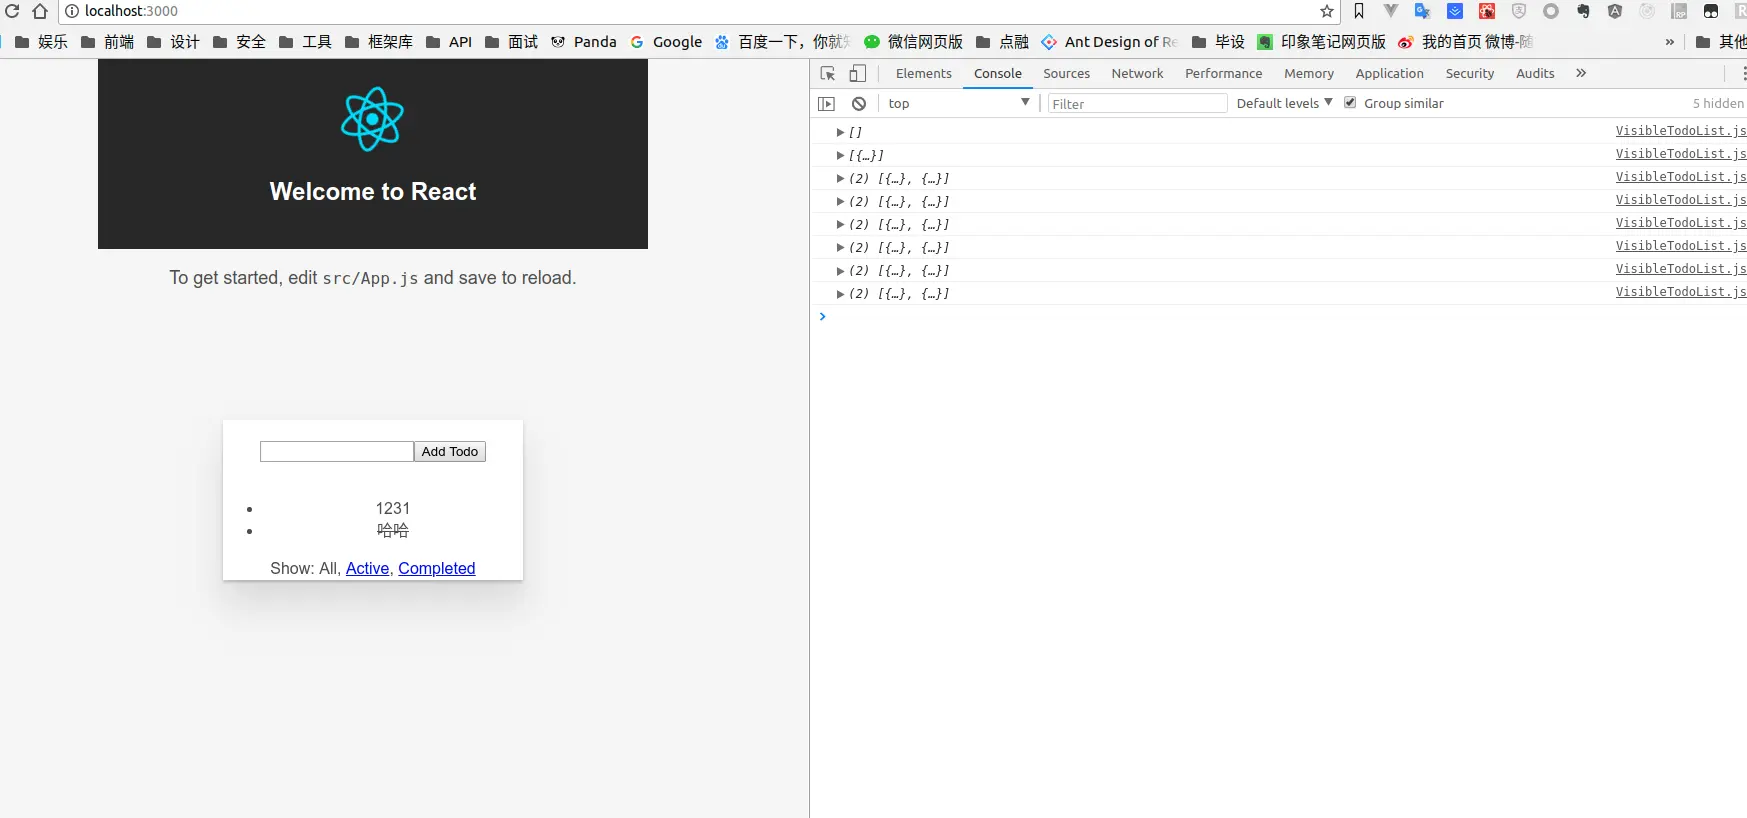 localhost:3000
娱乐 前端 设计 安全 工具 框架库 API 面试 Panda Google 百度一下，你就 微信网页版 点融 Ant Design of Re 毕设 印象笔记网页版 我的首页 微博-随 » 其他
Elements Console Sources Network Performance Memory Application Security Audits »
top Filter Default levels Group similar 5 hidden
[] VisibleTodoList.js
[{…}] VisibleTodoList.js
(2) [{…}, {…}] VisibleTodoList.js
(2) [{…}, {…}] VisibleTodoList.js
(2) [{…}, {…}] VisibleTodoList.js
(2) [{…}, {…}] VisibleTodoList.js
(2) [{…}, {…}] VisibleTodoList.js
(2) [{…}, {…}] VisibleTodoList.js
Welcome to React
To get started, edit src/App.js and save to reload.
Add Todo
1231
哈哈
Show: All, Active, Completed